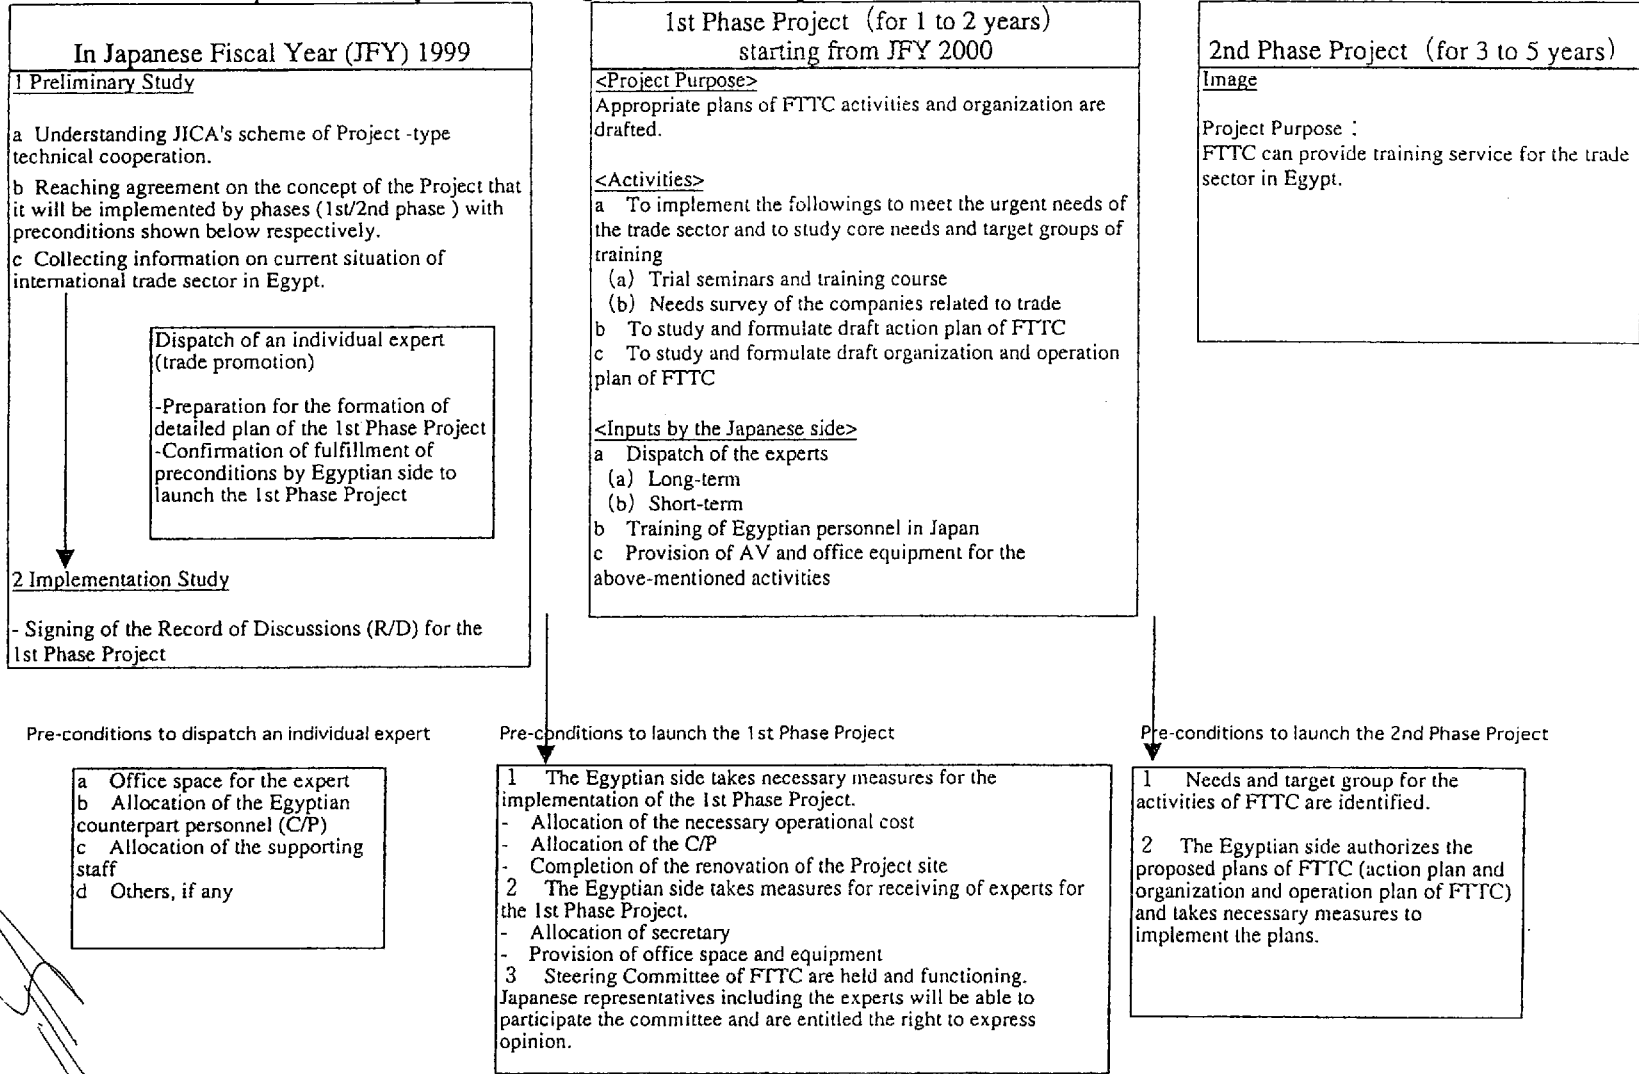 In Japanese Fiscal Year (JFY) 1999
1 Preliminary Study
a Understanding JICA's scheme of Project -type
technical cooperation.
b Reaching agreement on the concept of the Project that
it will be implemented by phases (1st/2nd phase ) with
preconditions shown below respectively.
c Collecting information on current situation of
international trade sector in Egypt.
Dispatch of an individual expert
(trade promotion)
-Preparation for the formation of
detailed plan of the 1st Phase Project
-Confirmation of fulfillment of
preconditions by Egyptian side to
launch the 1st Phase Project
2 Implementation Study
- Signing of the Record of Discussions (R/D) for the
1st Phase Project
1st Phase Project (for 1 to 2 years)
starting from JFY 2000
<Project Purpose>
Appropriate plans of FTTC activities and organization are
drafted.
<Activities>
a To implement the followings to meet the urgent needs of
the trade sector and to study core needs and target groups of
training
(a) Trial seminars and training course
(b) Needs survey of the companies related to trade
b To study and formulate draft action plan of FTTC
c To study and formulate draft organization and operation
plan of FTTC
<Inputs by the Japanese side>
a Dispatch of the experts
(a) Long-term
(b) Short-term
b Training of Egyptian personnel in Japan
c Provision of AV and office equipment for the
above-mentioned activities
2nd Phase Project (for 3 to 5 years)
Image
Project Purpose :
FTTC can provide training service for the trade
sector in Egypt.
Pre-conditions to dispatch an individual expert
a Office space for the expert
b Allocation of the Egyptian
counterpart personnel (C/P)
c Allocation of the supporting
staff
d Others, if any
Pre-conditions to launch the 1st Phase Project
1 The Egyptian side takes necessary measures for the
implementation of the 1st Phase Project.
- Allocation of the necessary operational cost
- Allocation of the C/P
- Completion of the renovation of the Project site
2 The Egyptian side takes measures for receiving of experts for
the 1st Phase Project.
- Allocation of secretary
- Provision of office space and equipment
3 Steering Committee of FTTC are held and functioning.
Japanese representatives including the experts will be able to
participate the committee and are entitled the right to express
opinion.
Pre-conditions to launch the 2nd Phase Project
1 Needs and target group for the
activities of FTTC are identified.
2 The Egyptian side authorizes the
proposed plans of FTTC (action plan and
organization and operation plan of FTTC)
and takes necessary measures to
implement the plans.